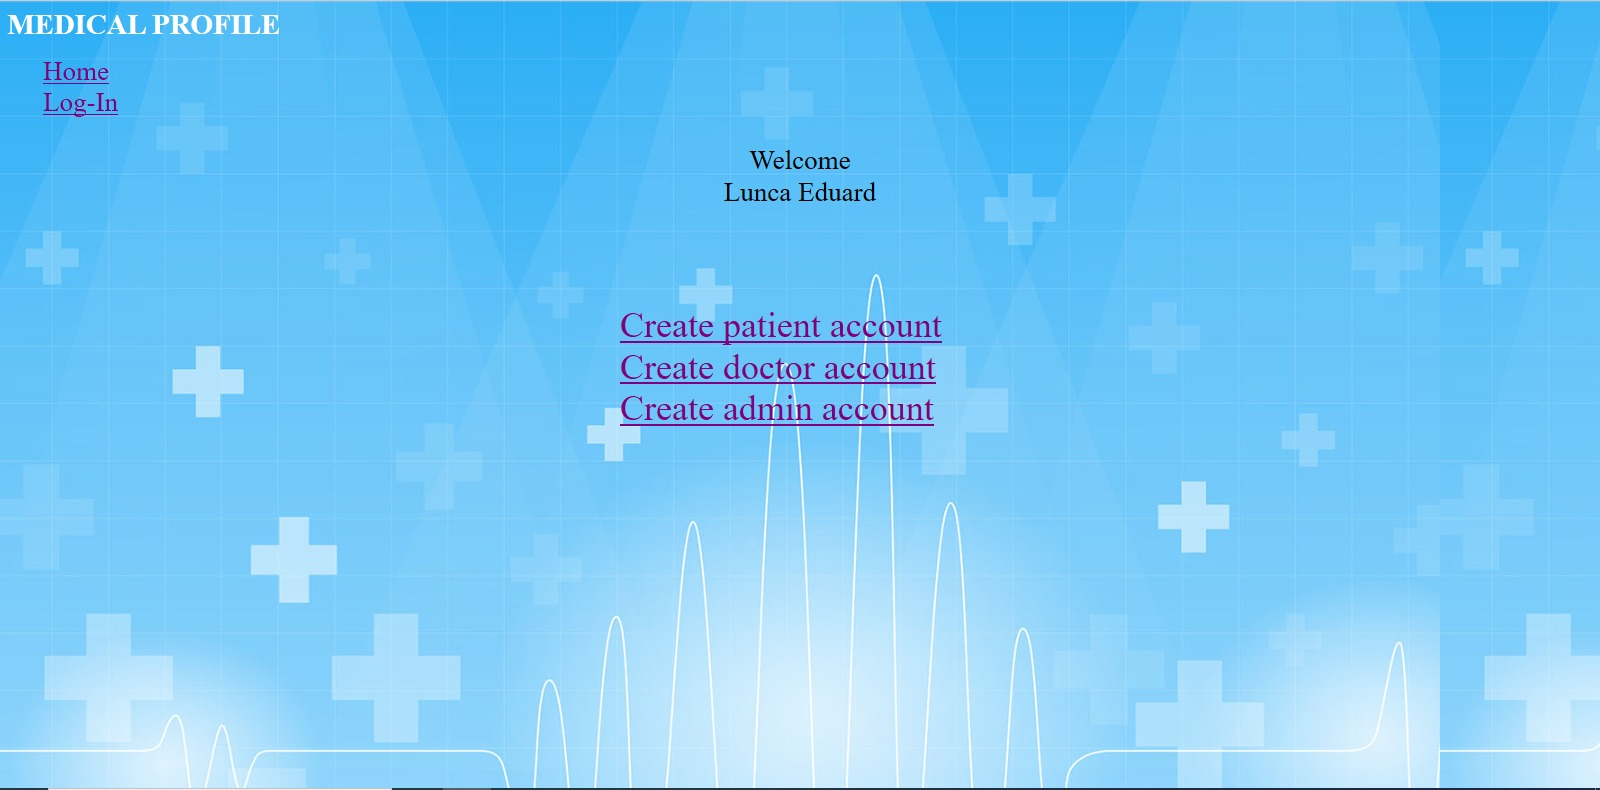 MEDICAL PROFILE
Home
Log-In
Welcome
Lunca Eduard
Create patient account
Create doctor account
Create admin account